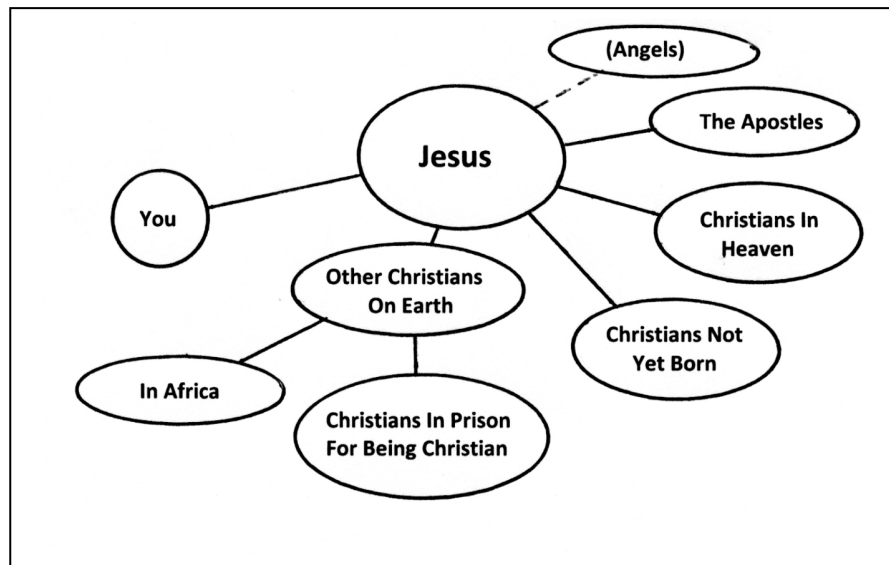 (Angels)
The Apostles
Jesus
Christians In
Heaven
You
Other Christians
On Earth
Christians Not
Yet Born
In Africa
Christians In Prison
For Being Christian